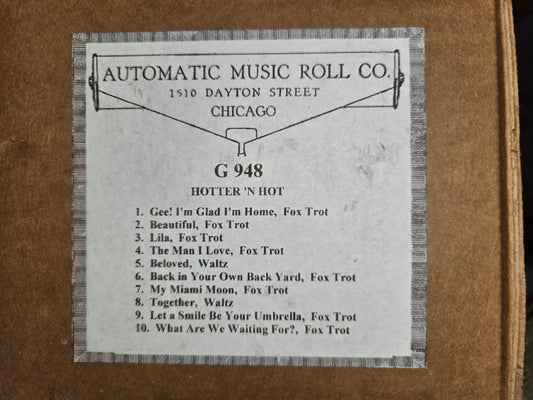 AUTOMATIC MUSIC ROLL CO.
1510 DAYTON STREET
CHICAGO
G 948
HOTTER 'N HOT
1. Gee! I'm Glad I'm Home, Fox Trot
2. Beautiful, Fox Trot
3. Lila, Fox Trot
4. The Man I Love, Fox Trot
5. Beloved, Waltz
6. Back in Your Own Back Yard, Fox Trot
7. My Miami Moon, Fox Trot
8. Together, Waltz
9. Let a Smile Be Your Umbrella, Fox Trot
10. What Are We Waiting For?, Fox Trot